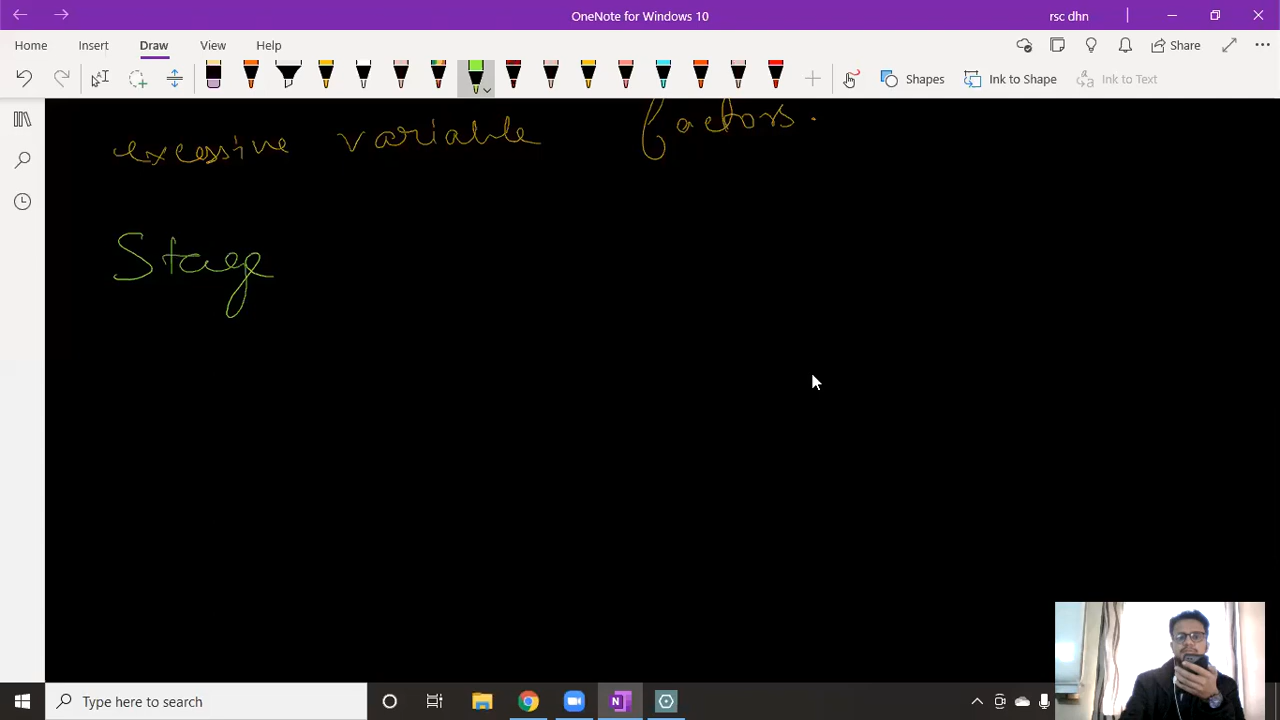 OneNote for Windows 10
rsc dhn
Home Insert Draw View Help
Share
Shapes Ink to Shape Ink to Text
excessive variable factors.
Stage
Type here to search